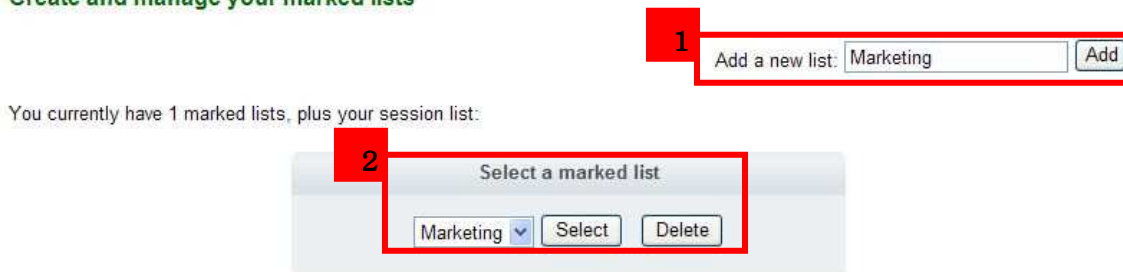 Create and manage your marked lists
1
Add a new list: Marketing Add
You currently have 1 marked lists, plus your session list:
2
Select a marked list
Marketing Select Delete